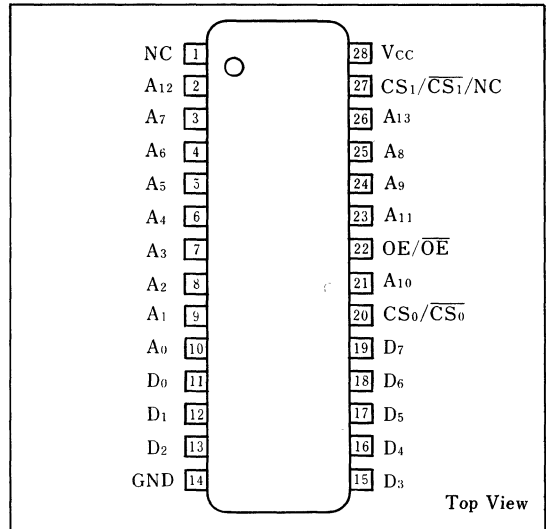 NC 1 28 VCC
A12 2 27 CS1/C̅S̅1̅/NC
A7 3 26 A13
A6 4 25 A8
A5 5 24 A9
A4 6 23 A11
A3 7 22 OE/O̅E̅
A2 8 21 A10
A1 9 20 CS0/C̅S̅0̅
A0 10 19 D7
D0 11 18 D6
D1 12 17 D5
D2 13 16 D4
GND 14 15 D3
Top View